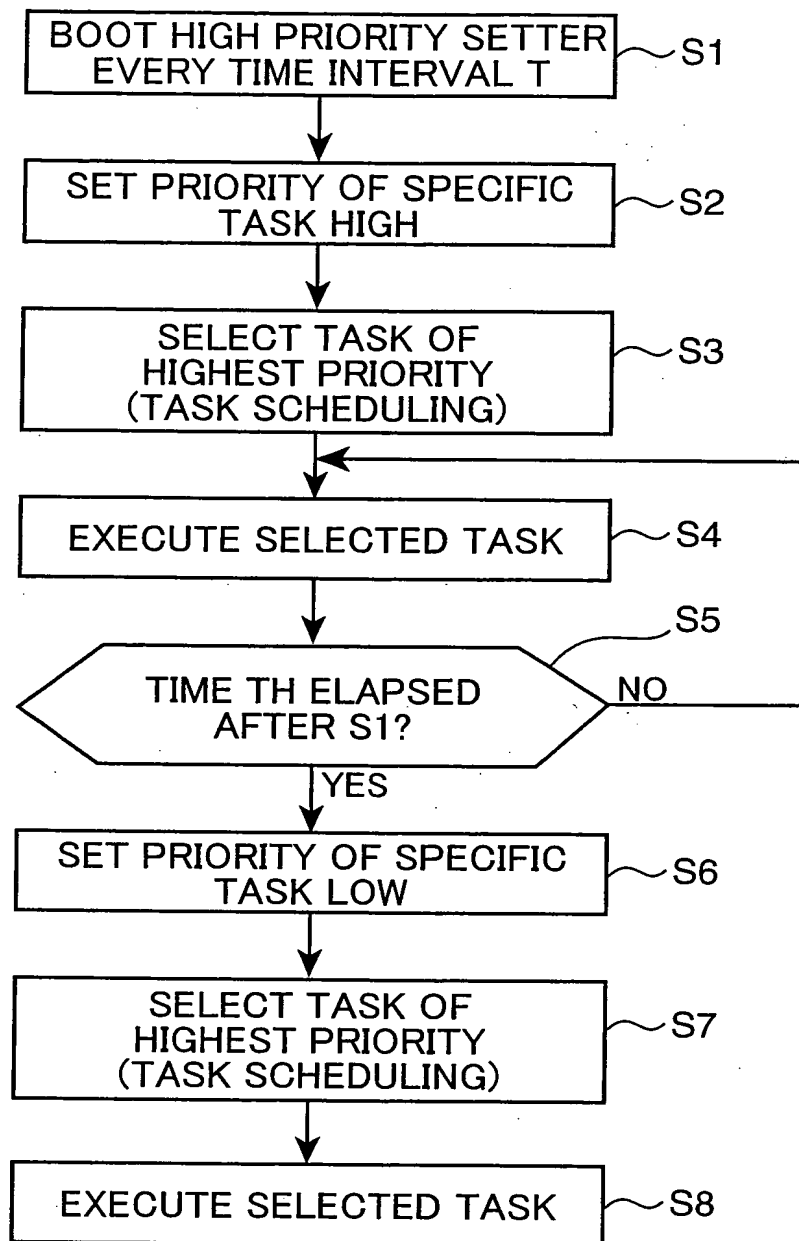 BOOT HIGH PRIORITY SETTER
EVERY TIME INTERVAL T
S1
SET PRIORITY OF SPECIFIC
TASK HIGH
S2
SELECT TASK OF
HIGHEST PRIORITY
(TASK SCHEDULING)
S3
EXECUTE SELECTED TASK
S4
S5
TIME TH ELAPSED
AFTER S1?
NO
YES
SET PRIORITY OF SPECIFIC
TASK LOW
S6
SELECT TASK OF
HIGHEST PRIORITY
(TASK SCHEDULING)
S7
EXECUTE SELECTED TASK
S8